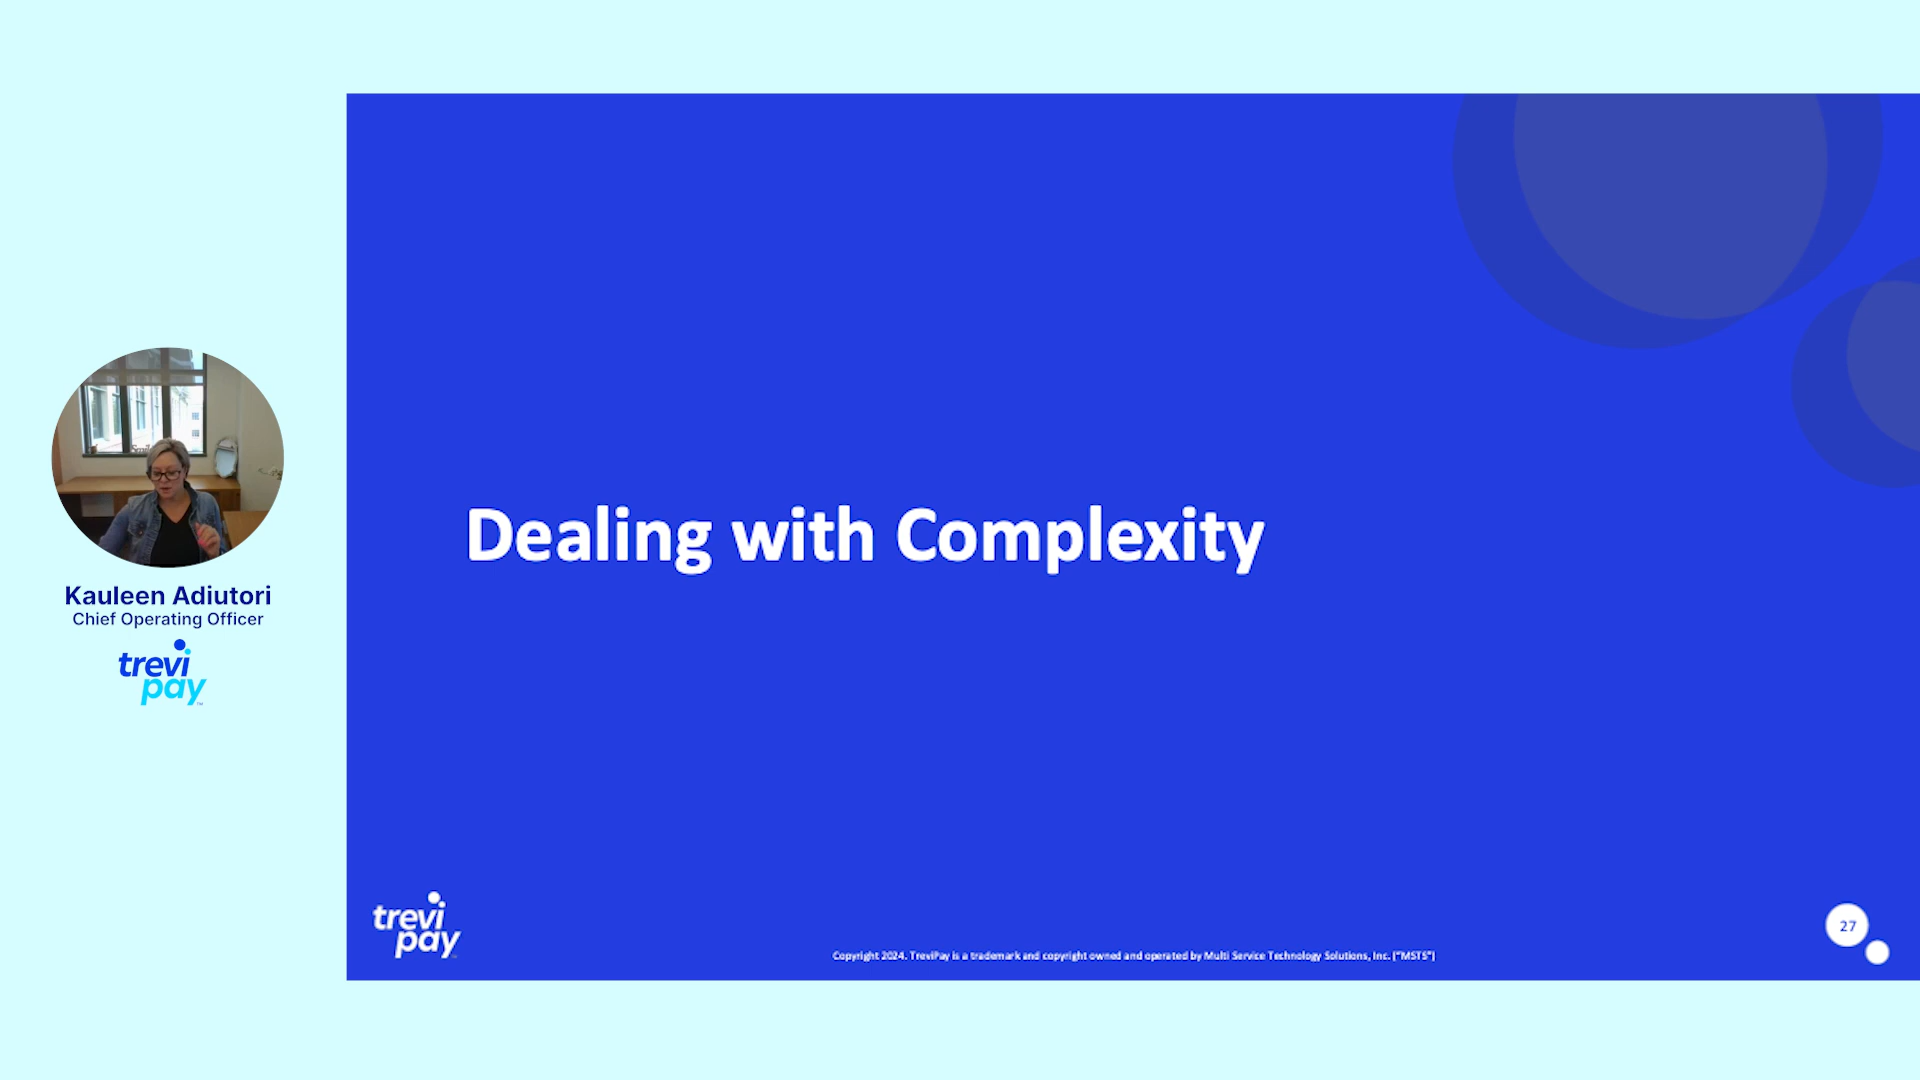 Dealing with Complexity
Kauleen Adiutori
Chief Operating Officer
trevi
pay
trevi
pay
Copyright 2024. TreviPay is a trademark and copyright owned and operated by Multi Service Technology Solutions, Inc. ("MSTS")
27